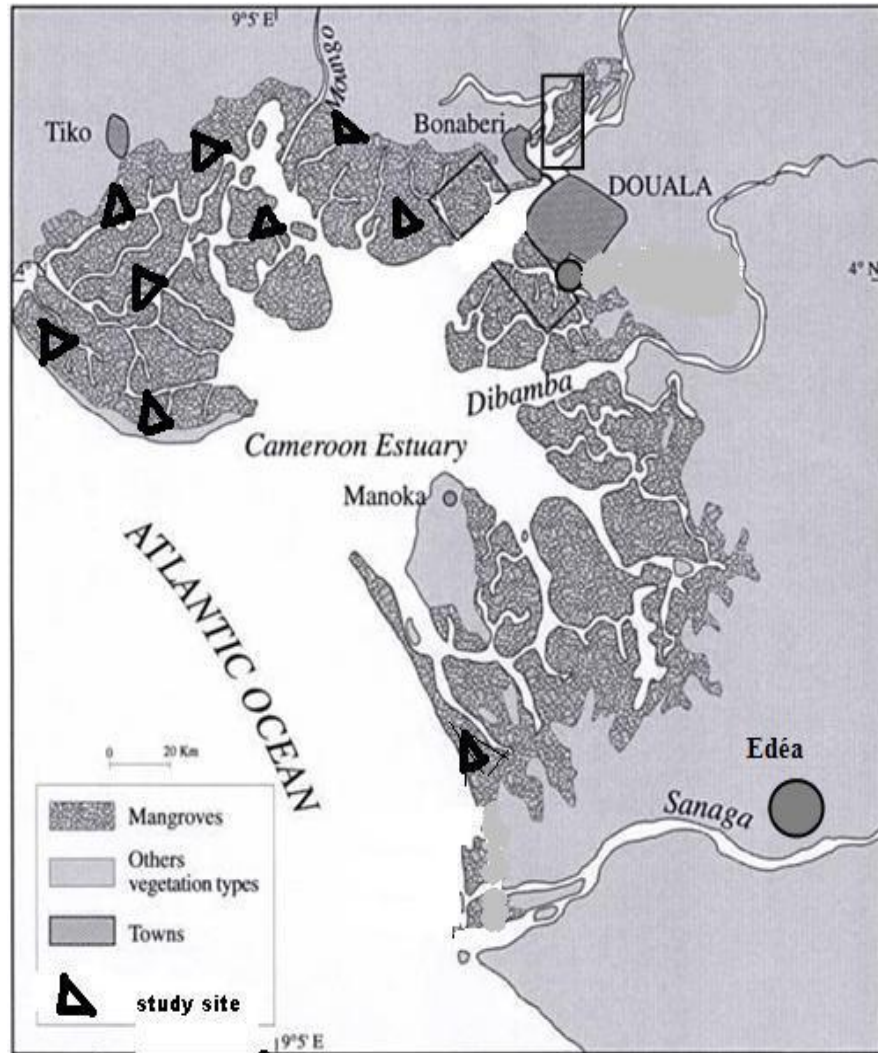 9°5' E
Moungo
Tiko
Bonaberi
DOUALA
4° N
4° N
Dibamba
Cameroon Estuary
Manoka
ATLANTIC OCEAN
0 20 Km
Edéa
Sanaga
Mangroves
Others
vegetation types
Towns
study site
9°5' E